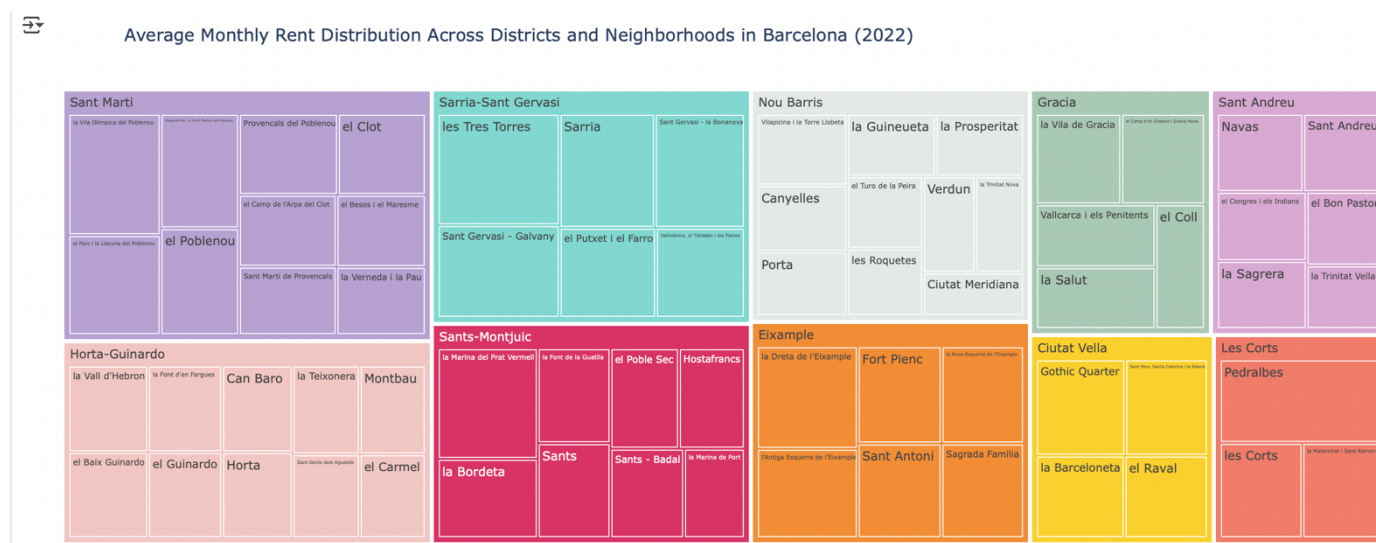 Average Monthly Rent Distribution Across Districts and Neighborhoods in Barcelona (2022)
Sant Marti
la Vila Olimpica del Poblenou
Provencals del Poblenou
el Clot
el Camp de l'Arpa del Clot
el Besos i el Maresme
el Parc i la Llacuna del Poblenou
el Poblenou
Sant Marti de Provencals
la Verneda i la Pau
Sarria-Sant Gervasi
les Tres Torres
Sarria
Sant Gervasi - la Bonanova
Sant Gervasi - Galvany
el Putxet i el Farro
Vallvidrera, el Tibidabo i les Planes
Nou Barris
Vilapicina i la Torre Llobeta
la Guineueta
la Prosperitat
Canyelles
el Turo de la Peira
Verdun
la Trinitat Nova
Porta
les Roquetes
Ciutat Meridiana
Gracia
la Vila de Gracia
el Camp d'en Grassot i Gracia Nova
Vallcarca i els Penitents
el Coll
la Salut
Sant Andreu
Navas
Sant Andreu
el Congres i els Indians
el Bon Pastor
la Sagrera
la Trinitat Vella
Horta-Guinardo
la Vall d'Hebron
la Font d'en Fargues
Can Baro
la Teixonera
Montbau
el Baix Guinardo
el Guinardo
Horta
Sant Genis dels Agudells
el Carmel
Sants-Montjuic
la Marina del Prat Vermell
la Font de la Guatlla
el Poble Sec
Hostafrancs
la Bordeta
Sants
Sants - Badal
la Marina de Port
Eixample
la Dreta de l'Eixample
Fort Pienc
la Nova Esquerra de l'Eixample
l'Antiga Esquerra de l'Eixample
Sant Antoni
Sagrada Familia
Ciutat Vella
Gothic Quarter
Sant Pere, Santa Caterina i la Ribera
la Barceloneta
el Raval
Les Corts
Pedralbes
les Corts
la Maternitat i Sant Ramon